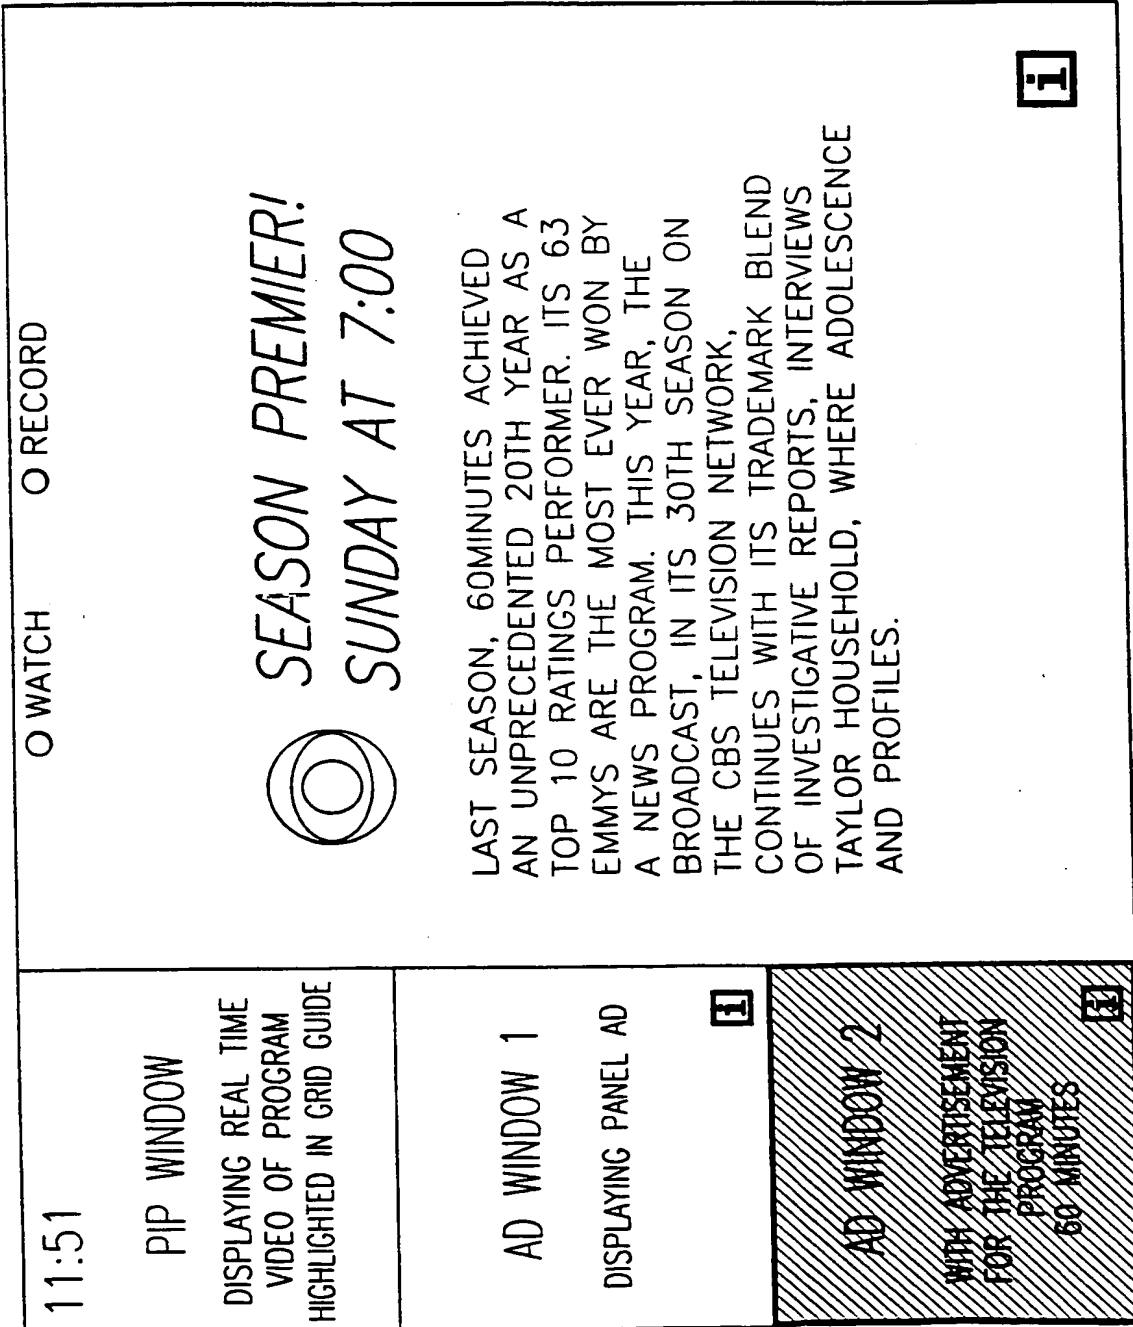 11:51
O WATCH
O RECORD
PIP WINDOW
DISPLAYING REAL TIME
VIDEO OF PROGRAM
HIGHLIGHTED IN GRID GUIDE
AD WINDOW 1
DISPLAYING PANEL AD
i
AD WINDOW 2
WITH ADVERTISEMENT
FOR THE TELEVISION
PROGRAM
60 MINUTES
i
SEASON PREMIER!
SUNDAY AT 7:00
LAST SEASON, 60MINUTES ACHIEVED
AN UNPRECEDENTED 20TH YEAR AS A
TOP 10 RATINGS PERFORMER. ITS 63
EMMYS ARE THE MOST EVER WON BY
A NEWS PROGRAM. THIS YEAR, THE
BROADCAST, IN ITS 30TH SEASON ON
THE CBS TELEVISION NETWORK,
CONTINUES WITH ITS TRADEMARK BLEND
OF INVESTIGATIVE REPORTS, INTERVIEWS
TAYLOR HOUSEHOLD, WHERE ADOLESCENCE
AND PROFILES.
i